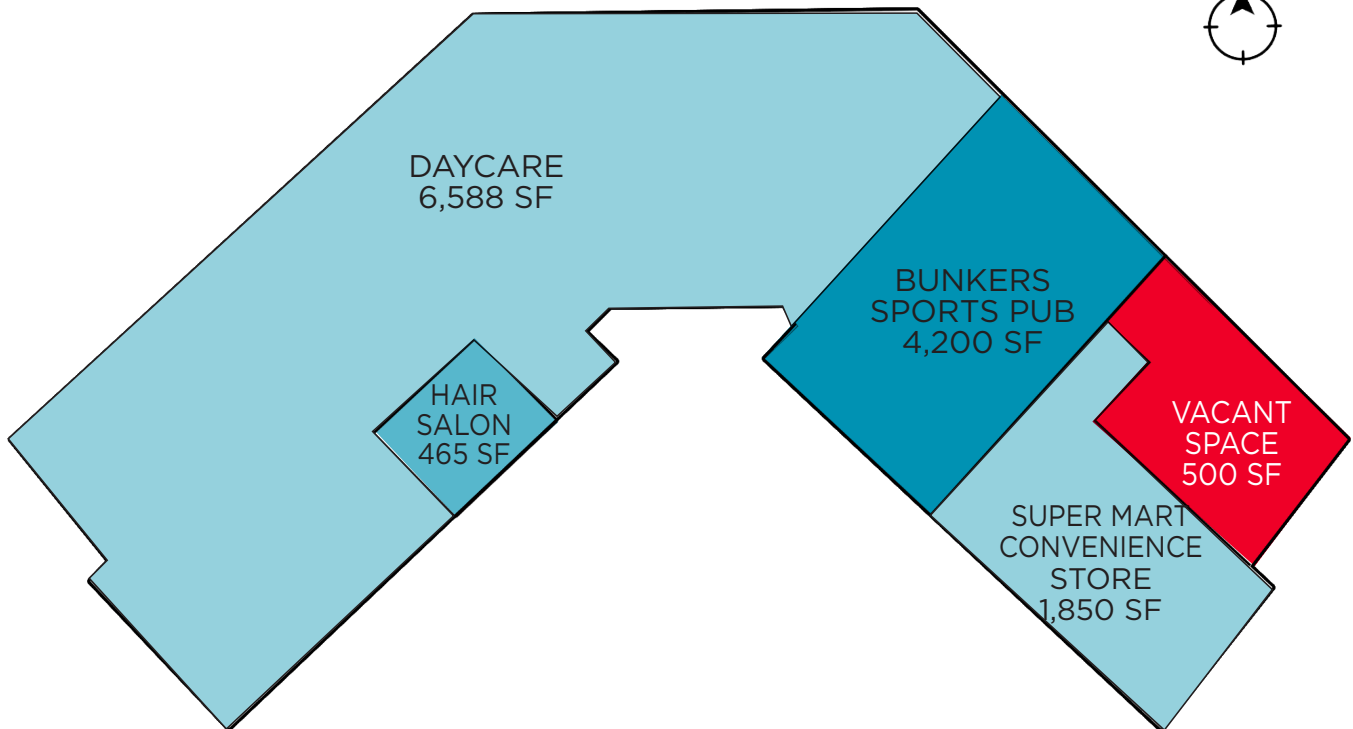 DAYCARE
6,588 SF
BUNKERS
SPORTS PUB
4,200 SF
HAIR
SALON
465 SF
VACANT
SPACE
500 SF
SUPER MART
CONVENIENCE
STORE
1,850 SF